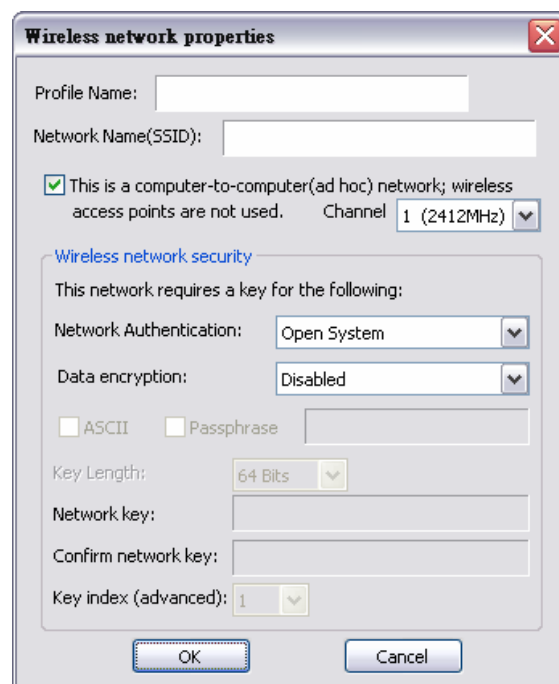 Wireless network properties
Profile Name:
Network Name(SSID):
This is a computer-to-computer(ad hoc) network; wireless
access points are not used. Channel 1 (2412MHz)
Wireless network security
This network requires a key for the following:
Network Authentication: Open System
Data encryption: Disabled
ASCII Passphrase
Key Length: 64 Bits
Network key:
Confirm network key:
Key index (advanced): 1
OK Cancel